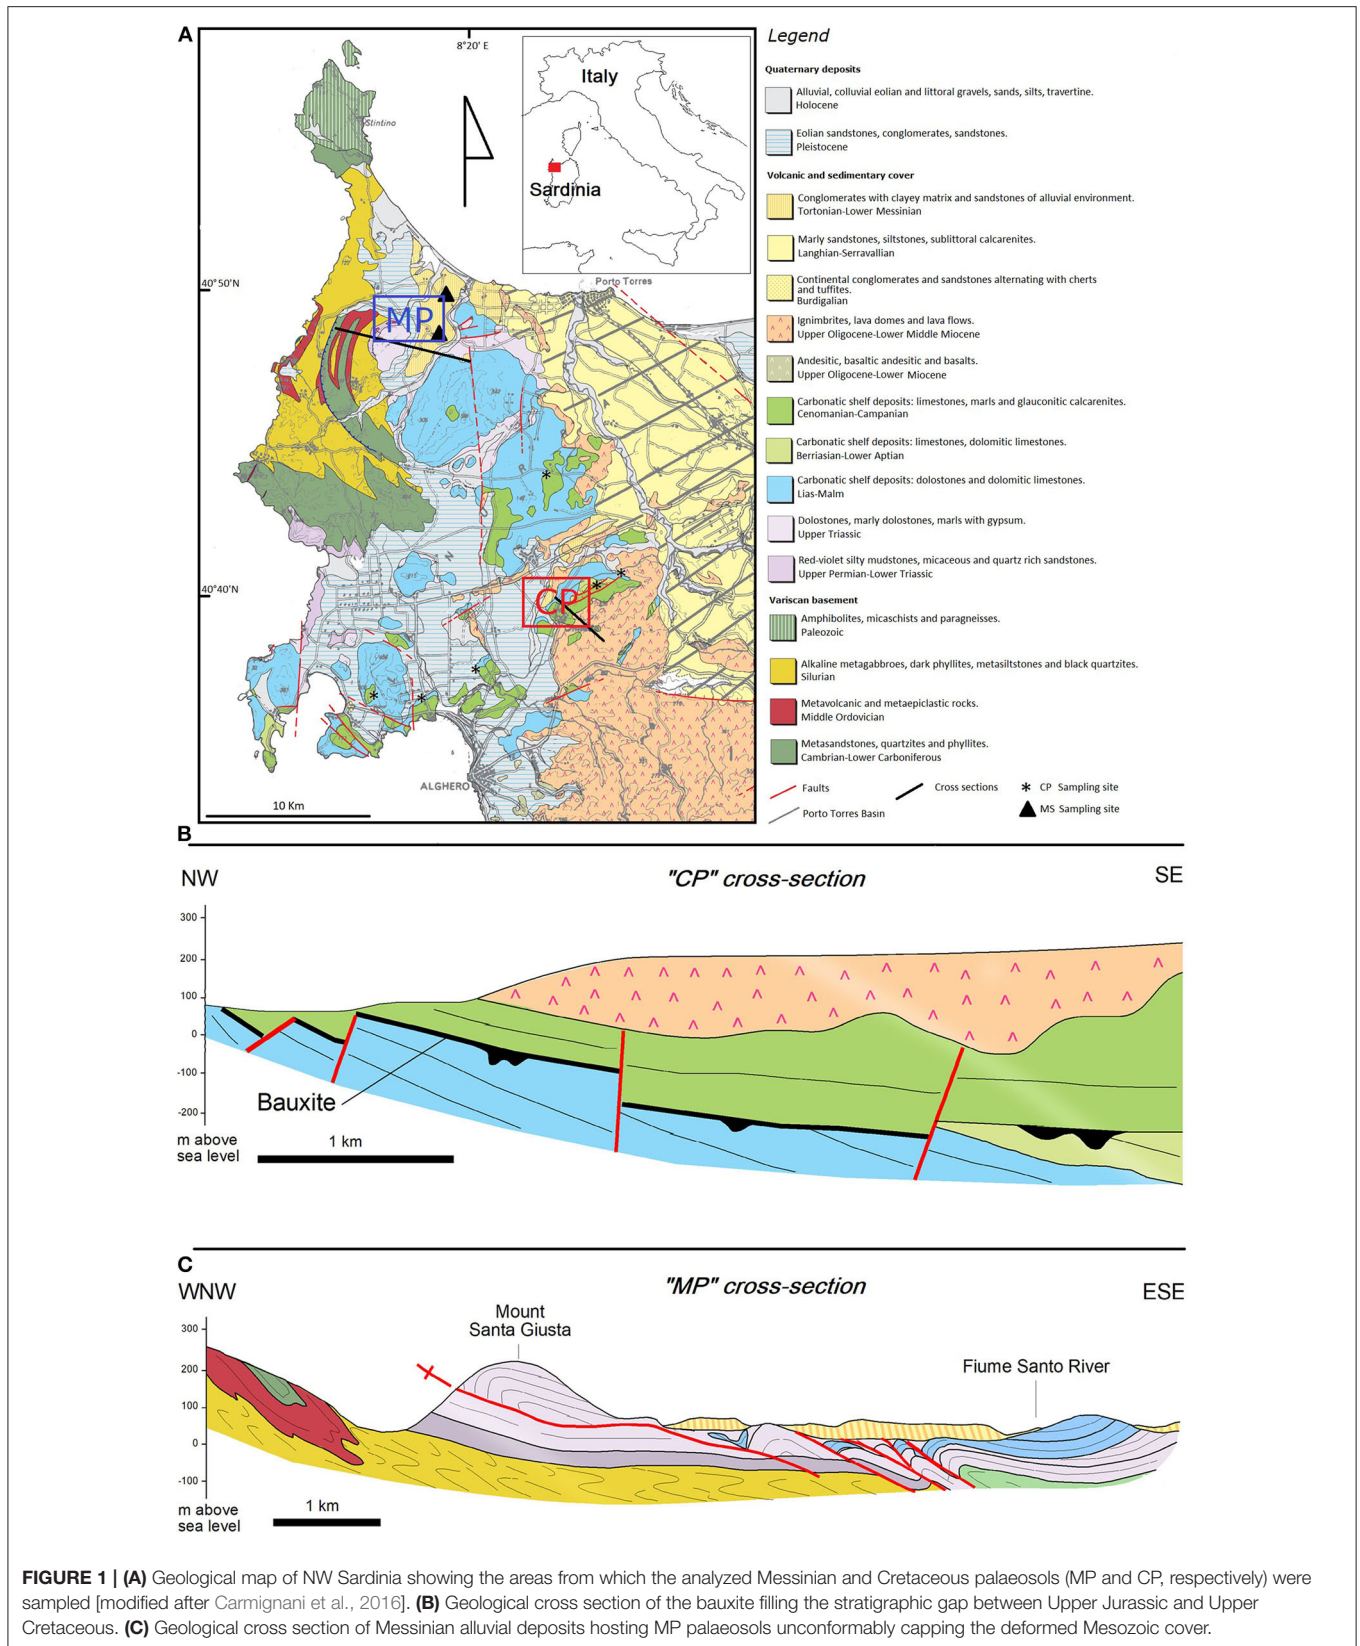 A
8°20' E
Legend
Italy
Sardinia
Stintino
Porto Torres
40°50'N
MP
40°40'N
CP
N
U
R
R
A
ALGHERO
10 Km
Quaternary deposits
Alluvial, colluvial eolian and littoral gravels, sands, silts, travertine.
Holocene
Eolian sandstones, conglomerates, sandstones.
Pleistocene
Volcanic and sedimentary cover
Conglomerates with clayey matrix and sandstones of alluvial environment.
Tortonian-Lower Messinian
Marly sandstones, siltstones, sublittoral calcarenites.
Langhian-Serravallian
Continental conglomerates and sandstones alternating with cherts
and tuffites.
Burdigalian
Ignimbrites, lava domes and lava flows.
Upper Oligocene-Lower Middle Miocene
Andesitic, basaltic andesitic and basalts.
Upper Oligocene-Lower Miocene
Carbonatic shelf deposits: limestones, marls and glauconitic calcarenites.
Cenomanian-Campanian
Carbonatic shelf deposits: limestones, dolomitic limestones.
Berriasian-Lower Aptian
Carbonatic shelf deposits: dolostones and dolomitic limestones.
Lias-Malm
Dolostones, marly dolostones, marls with gypsum.
Upper Triassic
Red-violet silty mudstones, micaceous and quartz rich sandstones.
Upper Permian-Lower Triassic
Variscan basement
Amphibolites, micaschists and paragneisses.
Paleozoic
Alkaline metagabbroes, dark phyllites, metasiltstones and black quartzites.
Silurian
Metavolcanic and metaepiclastic rocks.
Middle Ordovician
Metasandstones, quartzites and phyllites.
Cambrian-Lower Carboniferous
Faults
Cross sections
* CP Sampling site
Porto Torres Basin
MS Sampling site
B
NW
"CP" cross-section
SE
300
200
100
0
-100
-200
m above
sea level
Bauxite
1 km
C
WNW
"MP" cross-section
ESE
Mount
Santa Giusta
Fiume Santo River
300
200
100
0
-100
m above
sea level
1 km
FIGURE 1 | (A) Geological map of NW Sardinia showing the areas from which the analyzed Messinian and Cretaceous palaeosols (MP and CP, respectively) were
sampled [modified after Carmignani et al., 2016]. (B) Geological cross section of the bauxite filling the stratigraphic gap between Upper Jurassic and Upper
Cretaceous. (C) Geological cross section of Messinian alluvial deposits hosting MP palaeosols unconformably capping the deformed Mesozoic cover.